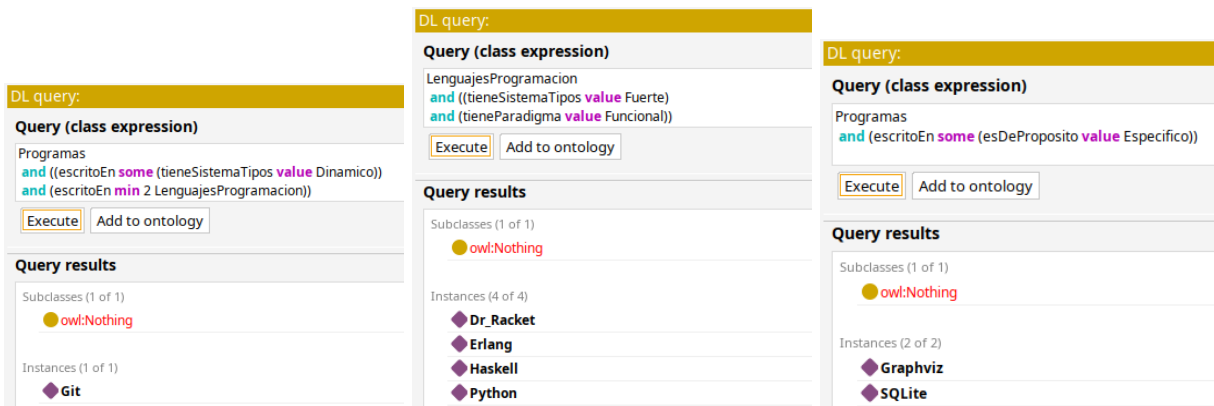 DL query:
Query (class expression)
Programas
and ((escritoEn some (tieneSistemaTipos value Dinamico))
and (escritoEn min 2 LenguajesProgramacion))
Execute Add to ontology
Query results
Subclasses (1 of 1)
owl:Nothing
Instances (1 of 1)
Git
DL query:
Query (class expression)
LenguajesProgramacion
and ((tieneSistemaTipos value Fuerte)
and (tieneParadigma value Funcional))
Execute Add to ontology
Query results
Subclasses (1 of 1)
owl:Nothing
Instances (4 of 4)
Dr_Racket
Erlang
Haskell
Python
DL query:
Query (class expression)
Programas
and (escritoEn some (esDeProposito value Especifico))
Execute Add to ontology
Query results
Subclasses (1 of 1)
owl:Nothing
Instances (2 of 2)
Graphviz
SQLite